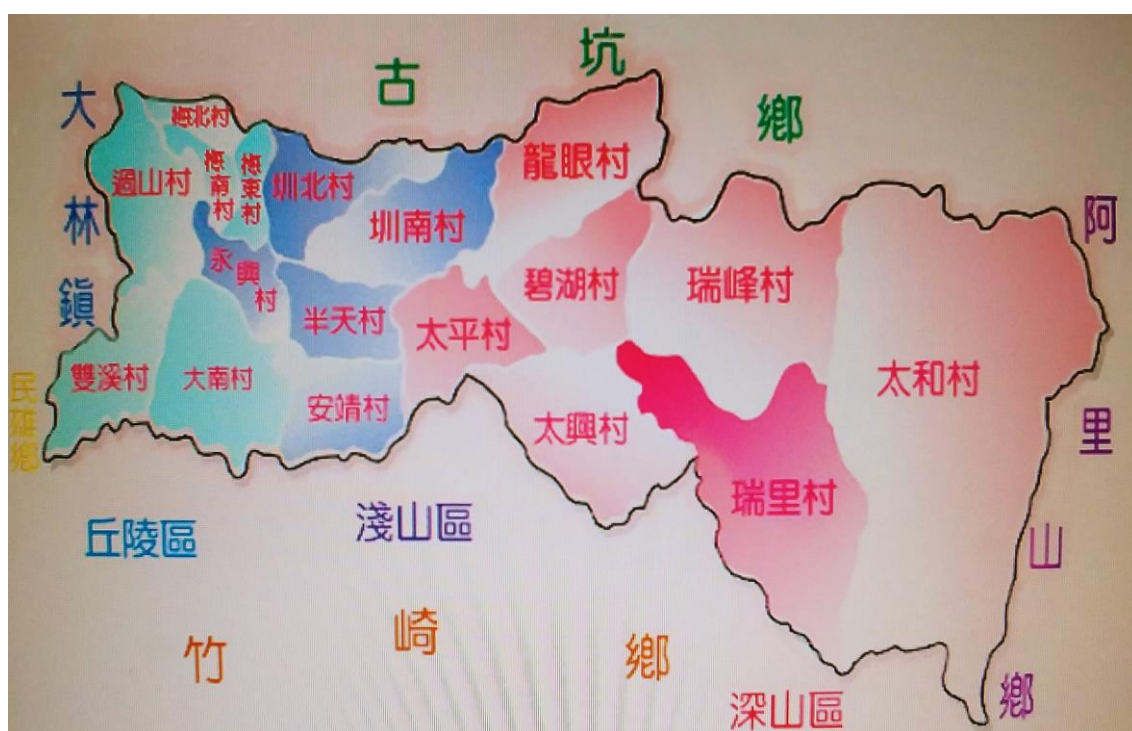 古坑鄉
大林鎮
民雄鄉
阿里山鄉
竹崎鄉
梅北村
過山村
梅南村
梅東村
圳北村
圳南村
龍眼村
永興村
半天村
太平村
碧湖村
瑞峰村
太和村
雙溪村
大南村
安靖村
太興村
瑞里村
丘陵區
淺山區
深山區